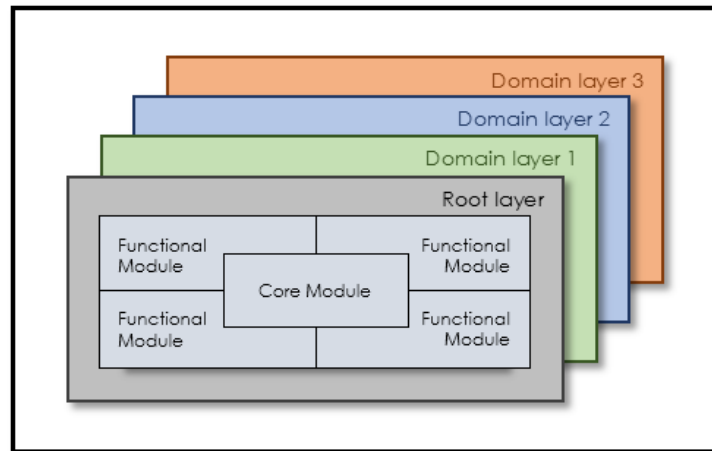 Domain layer 3
Domain layer 2
Domain layer 1
Root layer
Functional
Module
Functional
Module
Core Module
Functional
Module
Functional
Module